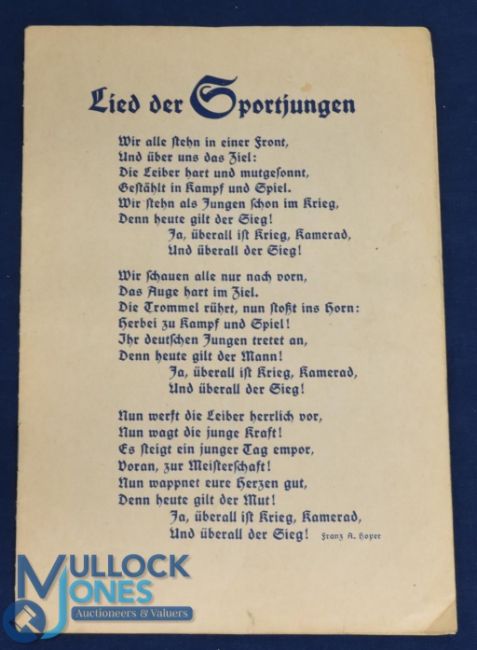 Lied der Sportjungen
Wir alle stehn in einer Front,
Und über uns das Ziel:
Die Leiber hart und mutgesonnt,
Gestählt in Kampf und Spiel.
Wir stehn als Jungen schon im Krieg,
Denn heute gilt der Sieg!
Ja, überall ist Krieg, Kamerad,
Und überall der Sieg!
Wir schauen alle nur nach vorn,
Das Auge hart im Ziel.
Die Trommel rührt, nun stoßt ins Horn:
Herbei zu Kampf und Spiel!
Ihr deutschen Jungen tretet an,
Denn heute gilt der Mann!
Ja, überall ist Krieg, Kamerad,
Und überall der Sieg!
Nun werft die Leiber herrlich vor,
Nun wagt die junge Kraft!
Es steigt ein junger Tag empor,
Voran, zur Meisterschaft!
Nun wappnet eure Herzen gut,
Denn heute gilt der Mut!
Ja, überall ist Krieg, Kamerad,
Und überall der Sieg! Franz A. Hoyer
MULLOCK
JONES
Auctioneers & Valuers